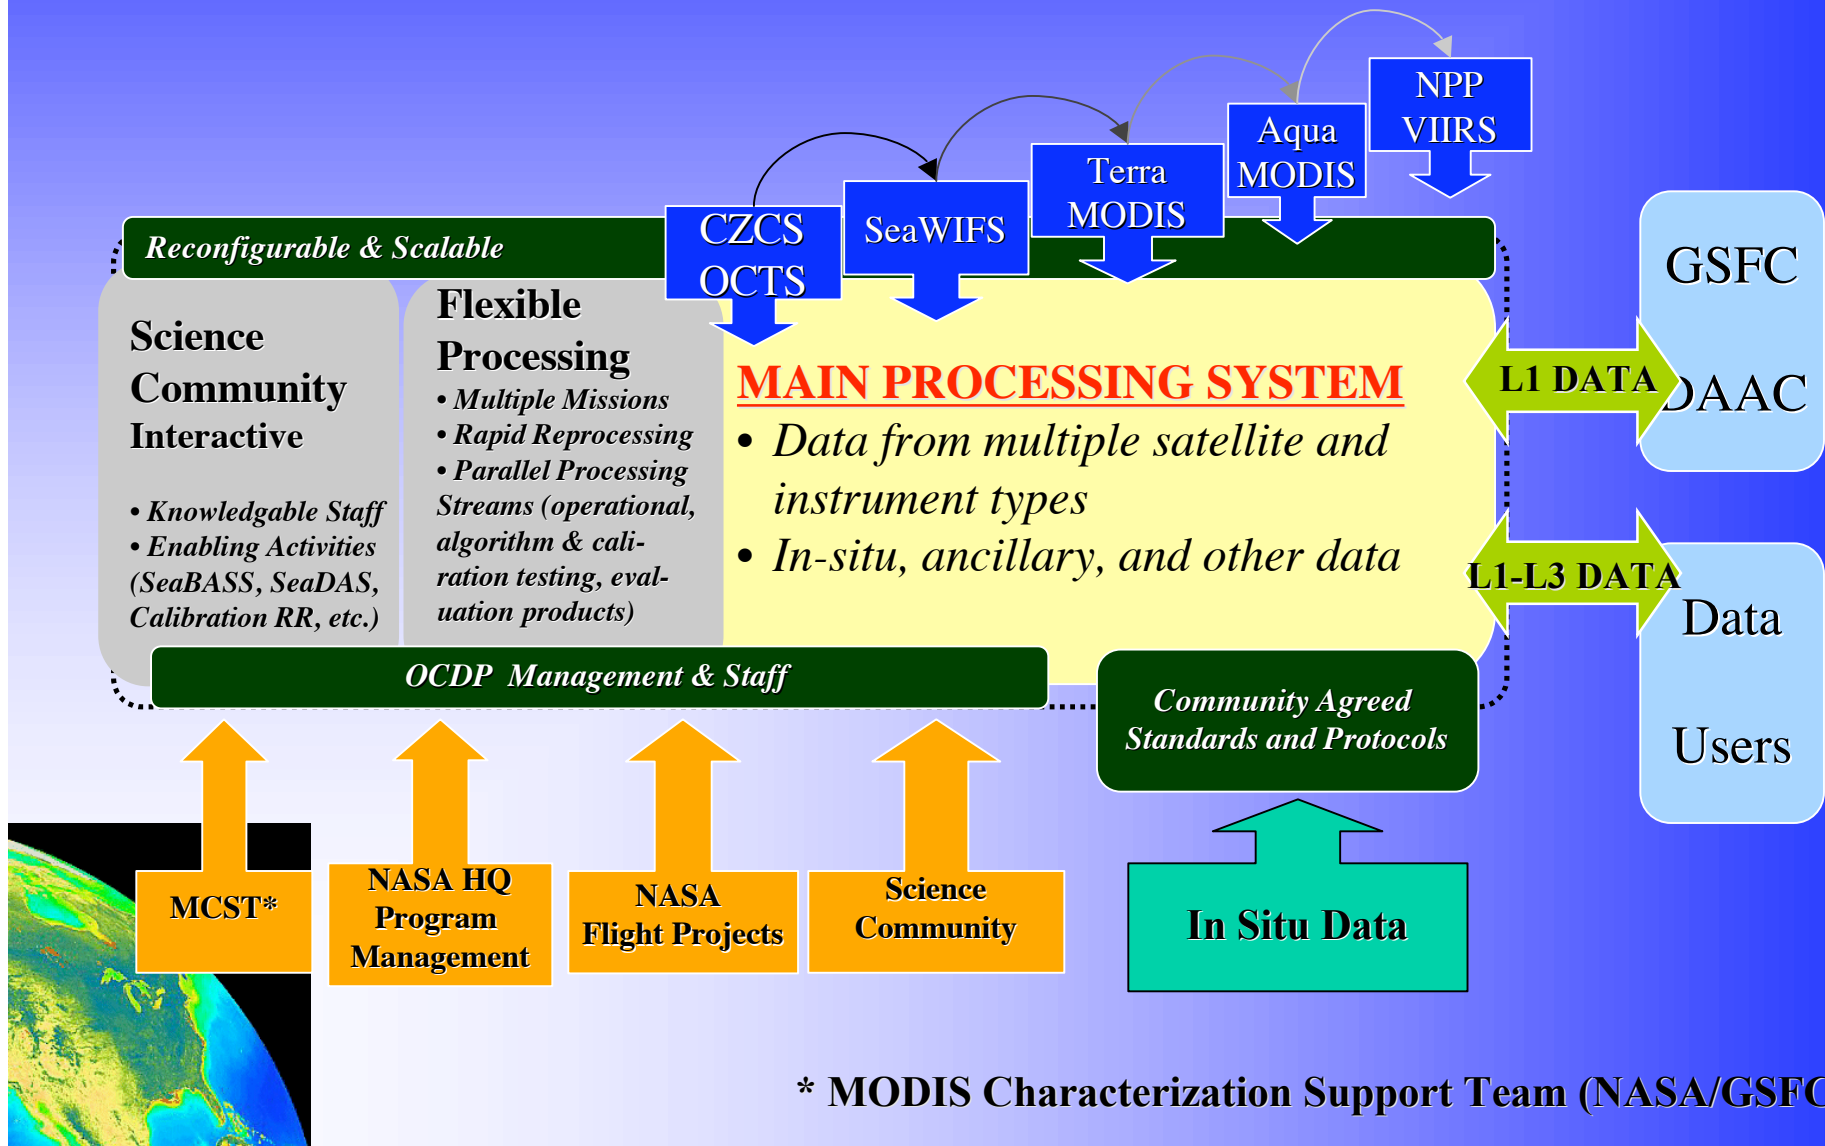 NPP
VIIRS
Aqua
MODIS
Terra
MODIS
SeaWIFS
CZCS
OCTS
Reconfigurable & Scalable
Science
Community
Interactive
• Knowledgable Staff
• Enabling Activities
(SeaBASS, SeaDAS,
Calibration RR, etc.)
Flexible
Processing
• Multiple Missions
• Rapid Reprocessing
• Parallel Processing
Streams (operational,
algorithm & cali-
ration testing, eval-
uation products)
MAIN PROCESSING SYSTEM
• Data from multiple satellite and
instrument types
• In-situ, ancillary, and other data
L1 DATA
GSFC
DAAC
L1-L3 DATA
Data
Users
OCDP Management & Staff
Community Agreed
Standards and Protocols
MCST*
NASA HQ
Program
Management
NASA
Flight Projects
Science
Community
In Situ Data
* MODIS Characterization Support Team (NASA/GSFC